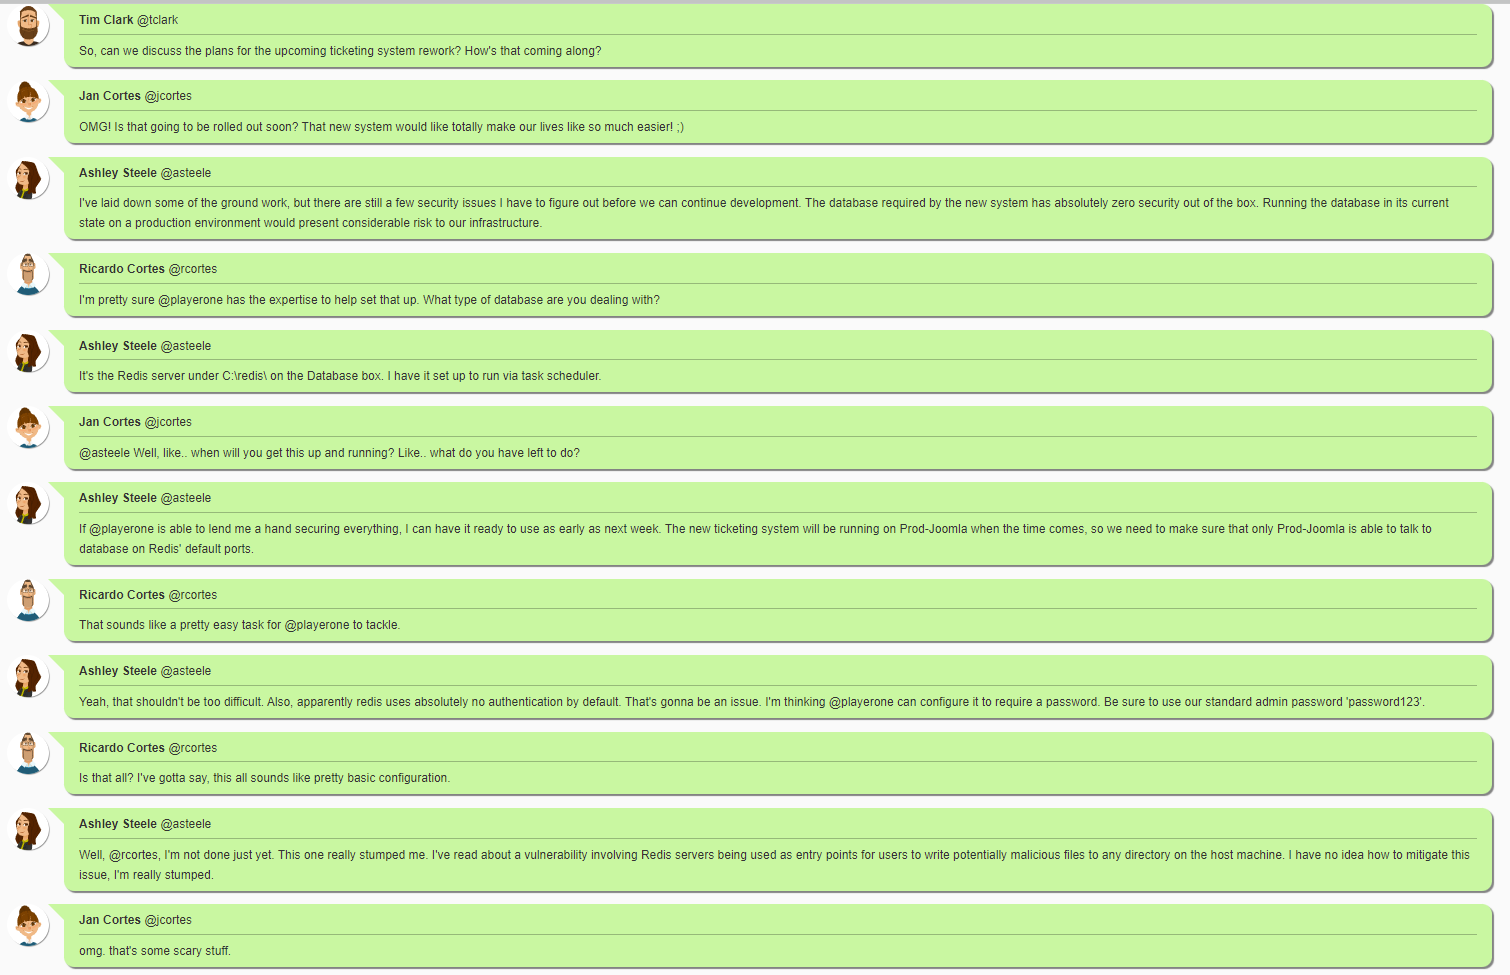 Tim Clark @tclark
So, can we discuss the plans for the upcoming ticketing system rework? How's that coming along?
Jan Cortes @jcortes
OMG! Is that going to be rolled out soon? That new system would like totally make our lives like so much easier! ;)
Ashley Steele @asteele
I've laid down some of the ground work, but there are still a few security issues I have to figure out before we can continue development. The database required by the new system has absolutely zero security out of the box. Running the database in its current
state on a production environment would present considerable risk to our infrastructure.
Ricardo Cortes @rcortes
I'm pretty sure @playerone has the expertise to help set that up. What type of database are you dealing with?
Ashley Steele @asteele
It's the Redis server under C:\redis\ on the Database box. I have it set up to run via task scheduler.
Jan Cortes @jcortes
@asteele Well, like.. when will you get this up and running? Like.. what do you have left to do?
Ashley Steele @asteele
If @playerone is able to lend me a hand securing everything, I can have it ready to use as early as next week. The new ticketing system will be running on Prod-Joomla when the time comes, so we need to make sure that only Prod-Joomla is able to talk to
database on Redis' default ports.
Ricardo Cortes @rcortes
That sounds like a pretty easy task for @playerone to tackle.
Ashley Steele @asteele
Yeah, that shouldn't be too difficult. Also, apparently redis uses absolutely no authentication by default. That's gonna be an issue. I'm thinking @playerone can configure it to require a password. Be sure to use our standard admin password 'password123'.
Ricardo Cortes @rcortes
Is that all? I've gotta say, this all sounds like pretty basic configuration.
Ashley Steele @asteele
Well, @rcortes, I'm not done just yet. This one really stumped me. I've read about a vulnerability involving Redis servers being used as entry points for users to write potentially malicious files to any directory on the host machine. I have no idea how to mitigate this
issue, I'm really stumped.
Jan Cortes @jcortes
omg. that's some scary stuff.